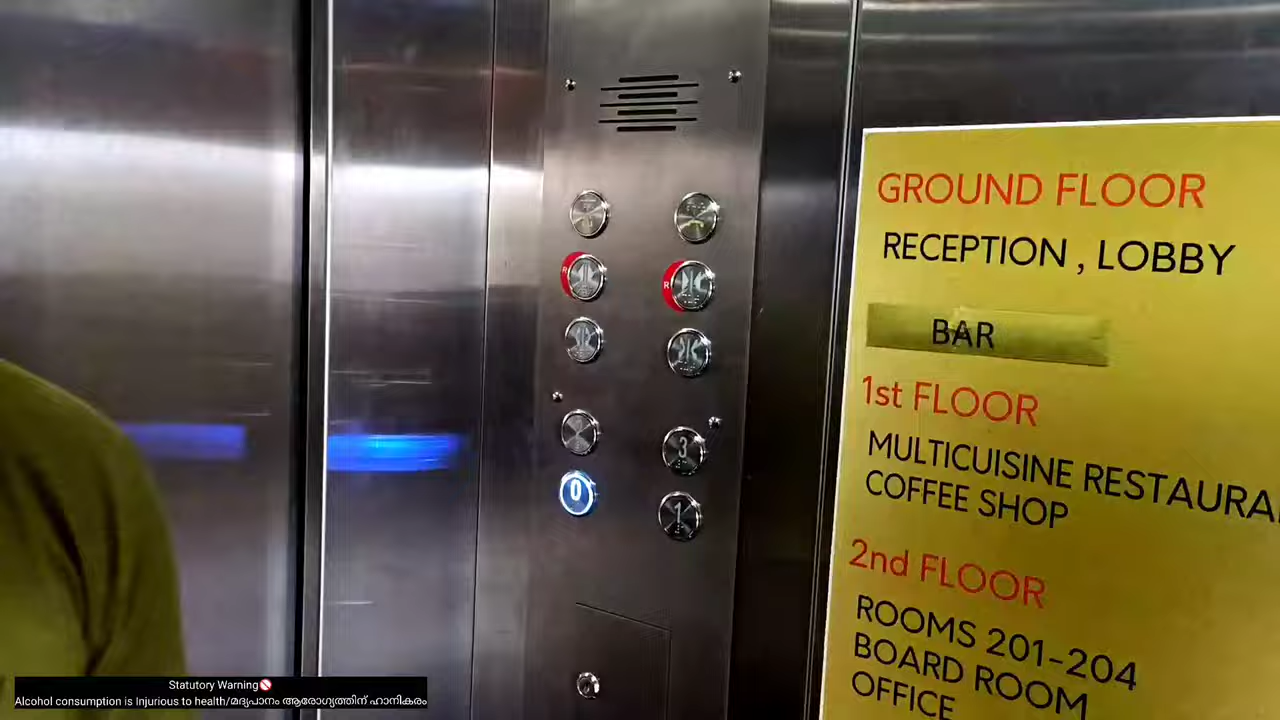 R
R
2
3
0
1
GROUND FLOOR
RECEPTION , LOBBY
BAR
1st FLOOR
MULTICUISINE RESTAURA
COFFEE SHOP
2nd FLOOR
ROOMS 201-204
BOARD ROOM
OFFICE
Statutory Warning🚫
Alcohol consumption is Injurious to health/മദ്യപാനം ആരോഗ്യത്തിന് ഹാനികരം